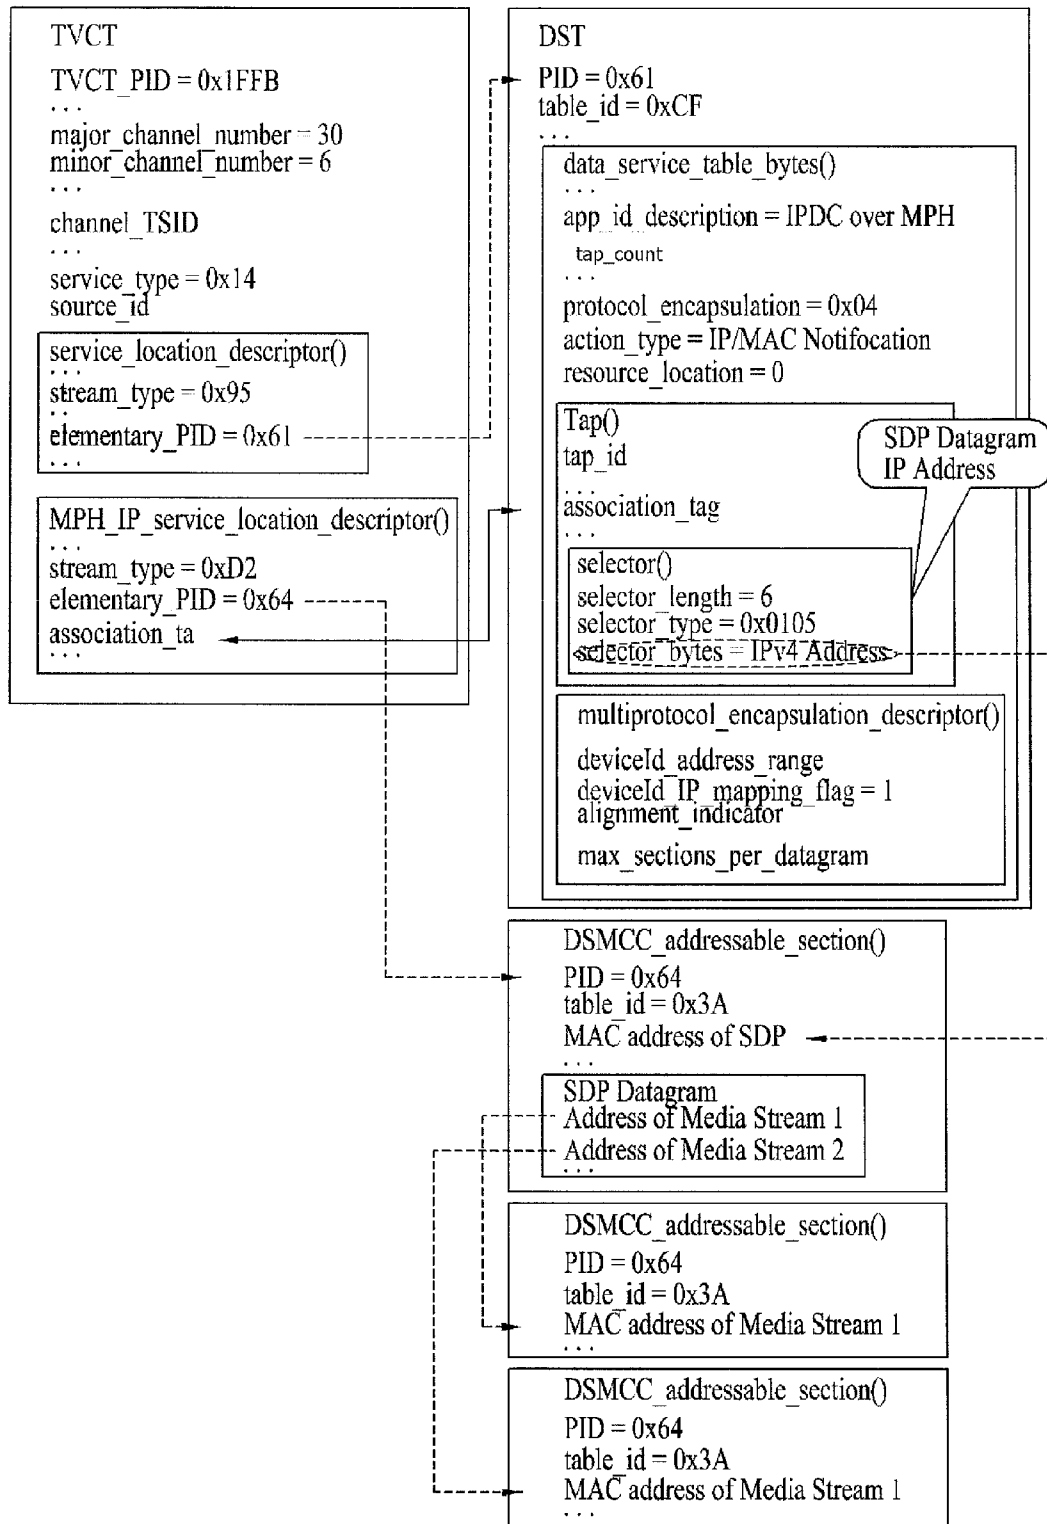 TVCT
TVCT_PID = 0x1FFB
...
major_channel_number = 30
minor_channel_number = 6
...
channel_TSID
...
service_type = 0x14
source_id
service_location_descriptor()
...
stream_type = 0x95
..
elementary_PID = 0x61
...
MPH_IP_service_location_descriptor()
...
stream_type = 0xD2
elementary_PID = 0x64
association_ta
...
DST
PID = 0x61
table_id = 0xCF
...
data_service_table_bytes()
...
app_id_description = IPDC over MPH
tap_count
...
protocol_encapsulation = 0x04
action_type = IP/MAC Notifocation
resource_location = 0
Tap()
tap_id
...
association_tag
...
selector()
selector_length = 6
selector_type = 0x0105
selector_bytes = IPv4 Address
SDP Datagram
IP Address
multiprotocol_encapsulation_descriptor()
deviceId_address_range
deviceId_IP_mapping_flag = 1
alignment_indicator
max_sections_per_datagram
DSMCC_addressable_section()
PID = 0x64
table_id = 0x3A
MAC address of SDP
...
SDP Datagram
Address of Media Stream 1
Address of Media Stream 2
...
DSMCC_addressable_section()
PID = 0x64
table_id = 0x3A
MAC address of Media Stream 1
...
DSMCC_addressable_section()
PID = 0x64
table_id = 0x3A
MAC address of Media Stream 1
...